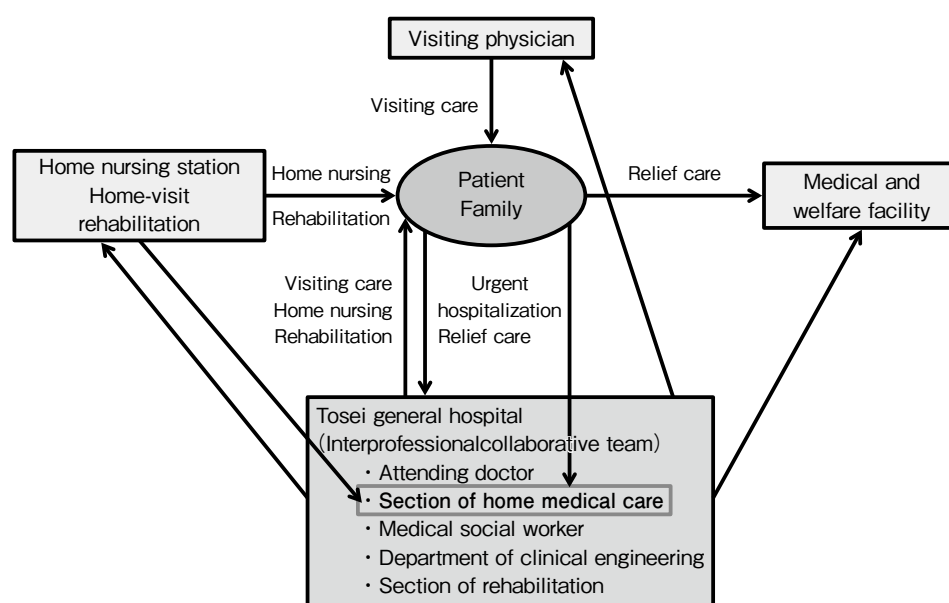 Visiting physician
Visiting care
Home nursing station
Home-visit
rehabilitation
Home nursing
Rehabilitation
Patient
Family
Relief care
Medical and
welfare facility
Visiting care
Home nursing
Rehabilitation
Urgent
hospitalization
Relief care
Tosei general hospital
(Interprofessionalcollaborative team)
・Attending doctor
・Section of home medical care
・Medical social worker
・Department of clinical engineering
・Section of rehabilitation